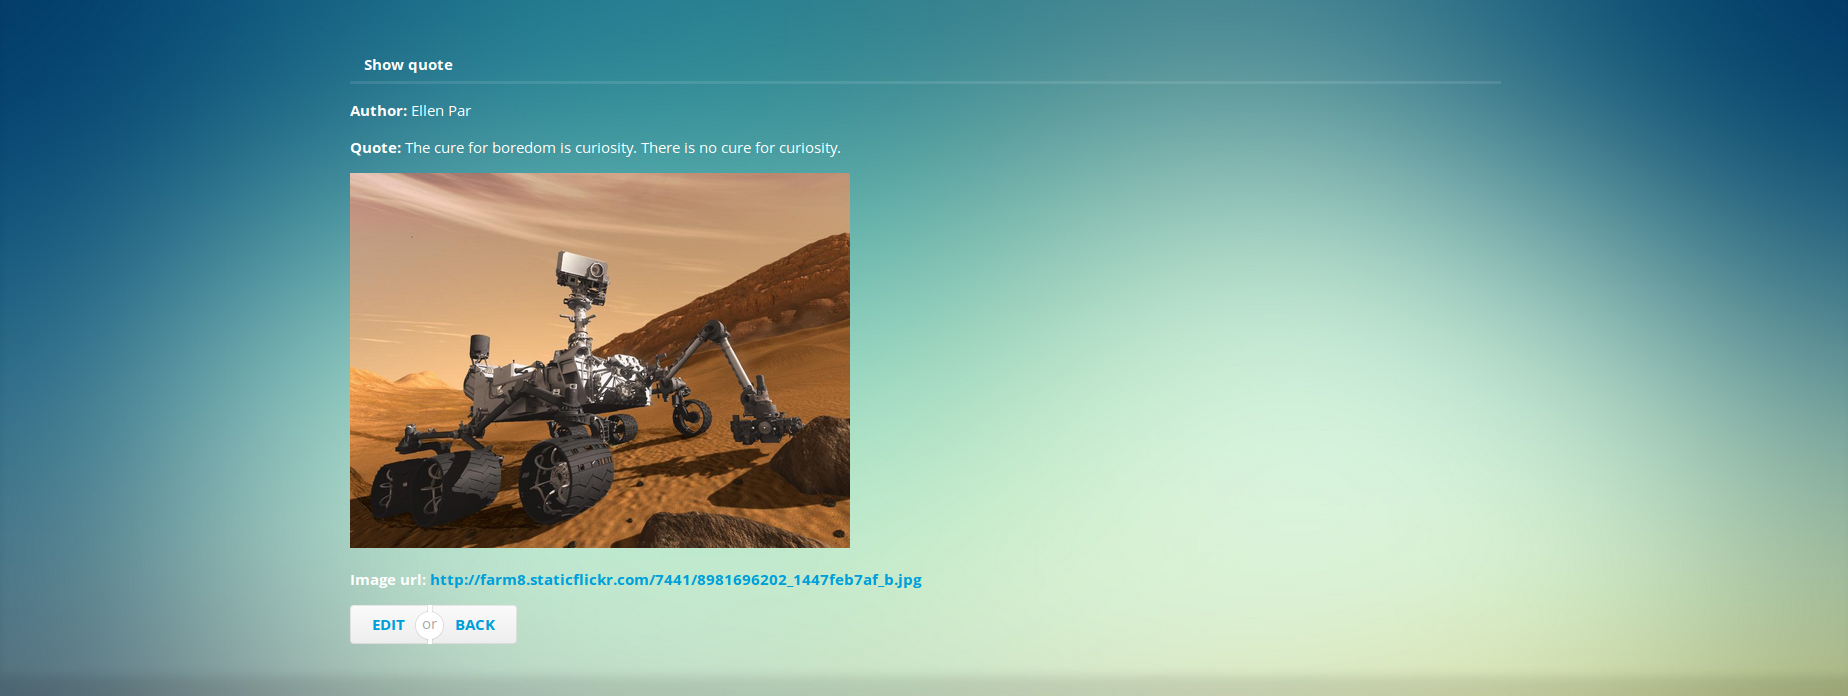 Show quote
Author: Ellen Par
Quote: The cure for boredom is curiosity. There is no cure for curiosity.
Image url: http://farm8.staticflickr.com/7441/8981696202_1447feb7af_b.jpg
EDIT or BACK